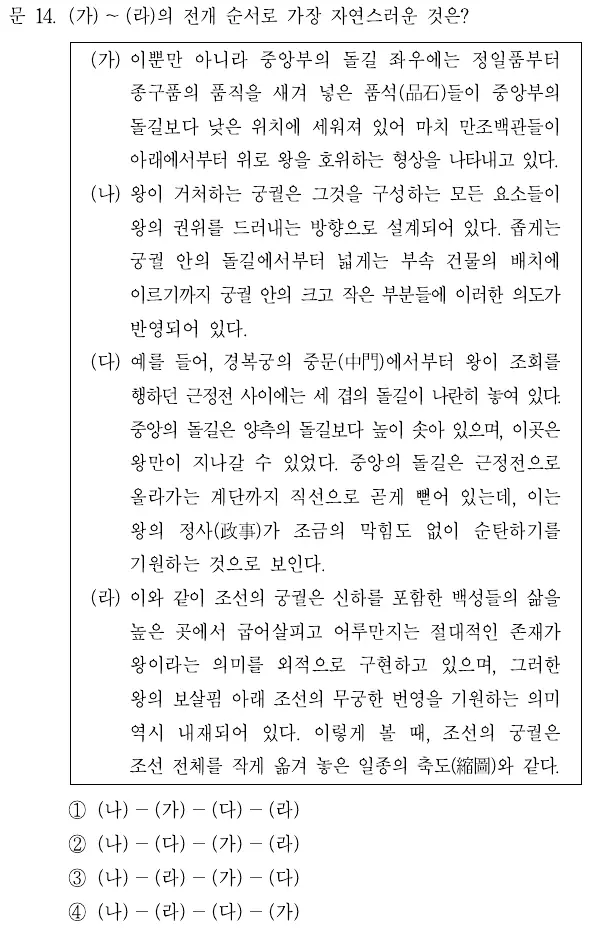 문 14. (가) ~ (라)의 전개 순서로 가장 자연스러운 것은?
(가) 이뿐만 아니라 중앙부의 돌길 좌우에는 정일품부터
종구품의 품직을 새겨 넣은 품석(品石)들이 중앙부의
돌길보다 낮은 위치에 세워져 있어 마치 만조백관들이
아래에서부터 위로 왕을 호위하는 형상을 나타내고 있다.
(나) 왕이 거처하는 궁궐은 그것을 구성하는 모든 요소들이
왕의 권위를 드러내는 방향으로 설계되어 있다. 좁게는
궁궐 안의 돌길에서부터 넓게는 부속 건물의 배치에
이르기까지 궁궐 안의 크고 작은 부분들에 이러한 의도가
반영되어 있다.
(다) 예를 들어, 경복궁의 중문(中門)에서부터 왕이 조회를
행하던 근정전 사이에는 세 겹의 돌길이 나란히 놓여 있다.
중앙의 돌길은 양측의 돌길보다 높이 솟아 있으며, 이곳은
왕만이 지나갈 수 있었다. 중앙의 돌길은 근정전으로
올라가는 계단까지 직선으로 곧게 뻗어 있는데, 이는
왕의 정사(政事)가 조금의 막힘도 없이 순탄하기를
기원하는 것으로 보인다.
(라) 이와 같이 조선의 궁궐은 신하를 포함한 백성들의 삶을
높은 곳에서 굽어살피고 어루만지는 절대적인 존재가
왕이라는 의미를 외적으로 구현하고 있으며, 그러한
왕의 보살핌 아래 조선의 무궁한 번영을 기원하는 의미
역시 내재되어 있다. 이렇게 볼 때, 조선의 궁궐은
조선 전체를 작게 옮겨 놓은 일종의 축도(縮圖)와 같다.
① (나) - (가) - (다) - (라)
② (나) - (다) - (가) - (라)
③ (나) - (라) - (가) - (다)
④ (나) - (라) - (다) - (가)